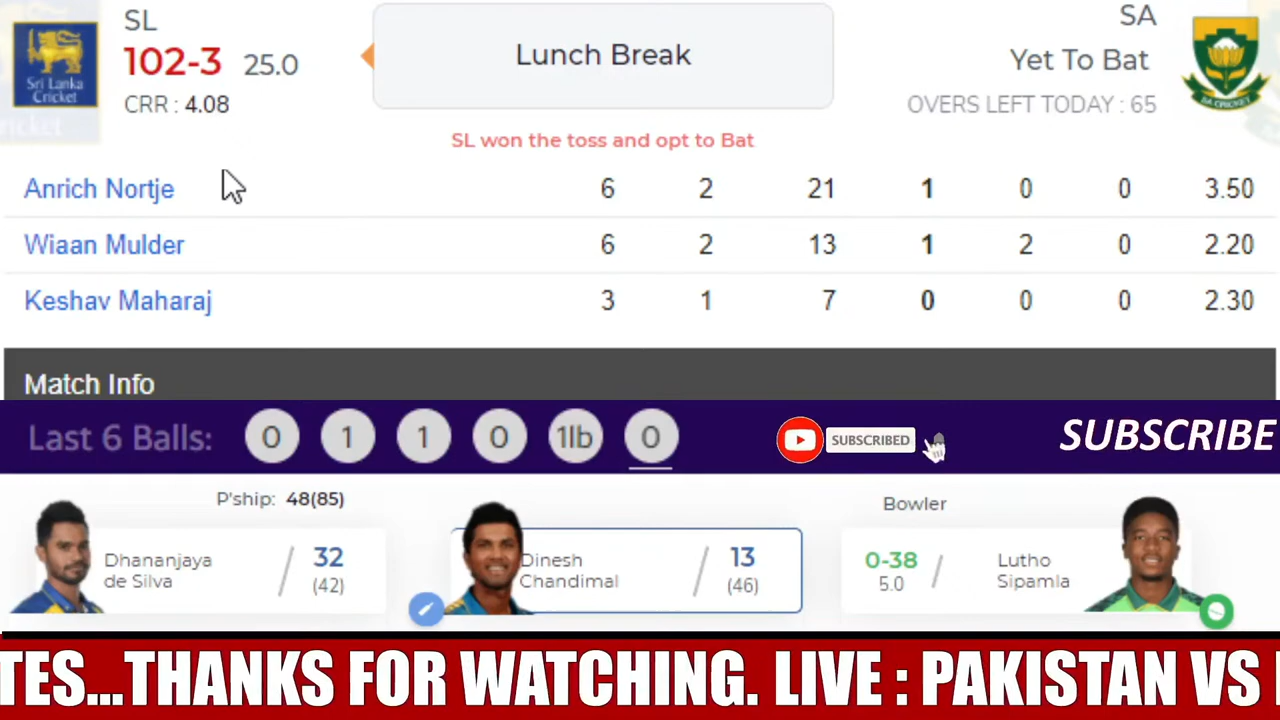 SL
102-3 25.0
CRR : 4.08
Sri Lanka
Cricket
Lunch Break
SA
Yet To Bat
OVERS LEFT TODAY : 65
SA CRICKET
SL won the toss and opt to Bat
Anrich Nortje 6 2 21 1 0 0 3.50
Wiaan Mulder 6 2 13 1 2 0 2.20
Keshav Maharaj 3 1 7 0 0 0 2.30
Match Info
Last 6 Balls: 0 1 1 0 1lb 0
SUBSCRIBED
SUBSCRIBE
P'ship: 48(85)
Dhananjaya
de Silva
32
(42)
Dinesh
Chandimal
13
(46)
Bowler
0-38
5.0
Lutho
Sipamla
TES...THANKS FOR WATCHING. LIVE : PAKISTAN VS